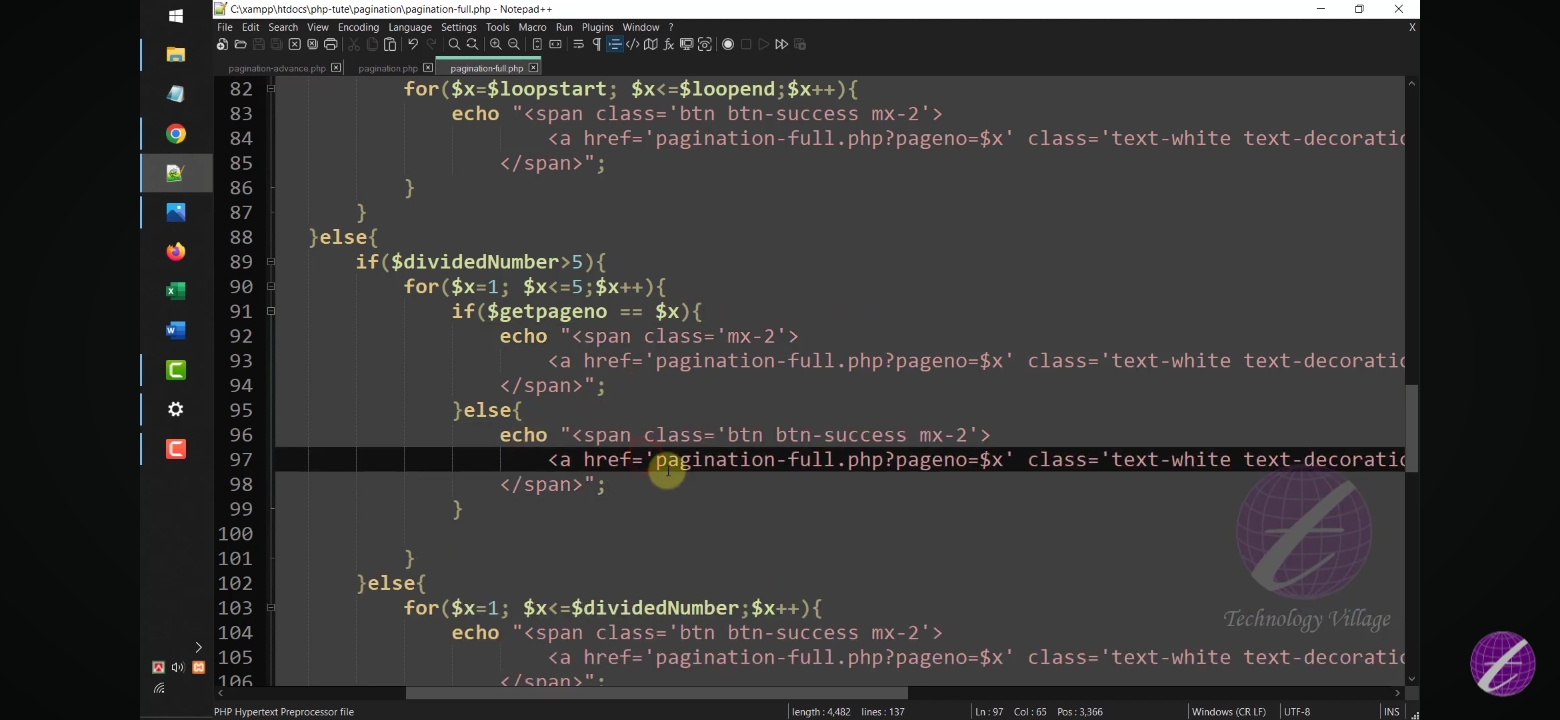 C:\xampp\htdocs\php-tute\pagination\pagination-full.php - Notepad++
File Edit Search View Encoding Language Settings Tools Macro Run Plugins Window ? X
pagination-advance.php pagination.php pagination-full.php
82 for($x=$loopstart; $x<=$loopend;$x++){
83 echo "<span class='btn btn-success mx-2'>
84 <a href='pagination-full.php?pageno=$x' class='text-white text-decoratic
85 </span>";
86 }
87 }
88 }else{
89 if($dividedNumber>5){
90 for($x=1; $x<=5;$x++){
91 if($getpageno == $x){
92 echo "<span class='mx-2'>
93 <a href='pagination-full.php?pageno=$x' class='text-white text-decoratic
94 </span>";
95 }else{
96 echo "<span class='btn btn-success mx-2'>
97 <a href='pagination-full.php?pageno=$x' class='text-white text-decoratic
98 </span>";
99 }
100
101 }
102 }else{
103 for($x=1; $x<=$dividedNumber;$x++){
104 echo "<span class='btn btn-success mx-2'>
105 <a href='pagination-full.php?pageno=$x' class='text-white text-decoratic
106 </span>";
Technology Village
PHP Hypertext Preprocessor file length : 4,482 lines : 137 Ln : 97 Col : 65 Pos : 3,366 Windows (CR LF) UTF-8 INS